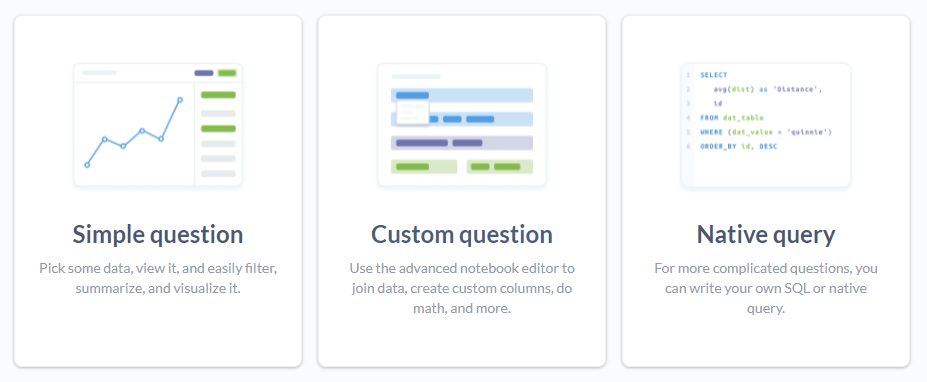 Simple question
Pick some data, view it, and easily filter,
summarize, and visualize it.
Custom question
Use the advanced notebook editor to
join data, create custom columns, do
math, and more.
1 SELECT
2 avg(dist) as 'Distance',
3 id
4 FROM dat_table
5 WHERE (dat_value = 'quinnie')
6 ORDER_BY id, DESC
Native query
For more complicated questions, you
can write your own SQL or native
query.